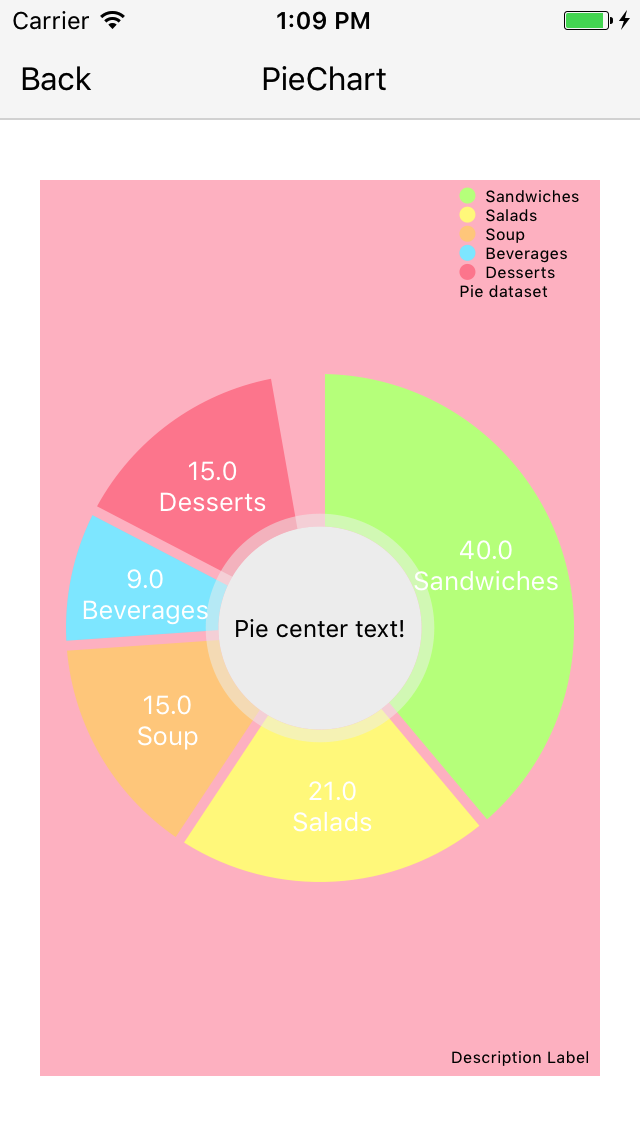 Carrier 1:09 PM
Back PieChart
Sandwiches
Salads
Soup
Beverages
Desserts
Pie dataset
15.0
Desserts
40.0
Sandwiches
9.0
Beverages
Pie center text!
15.0
Soup
21.0
Salads
Description Label